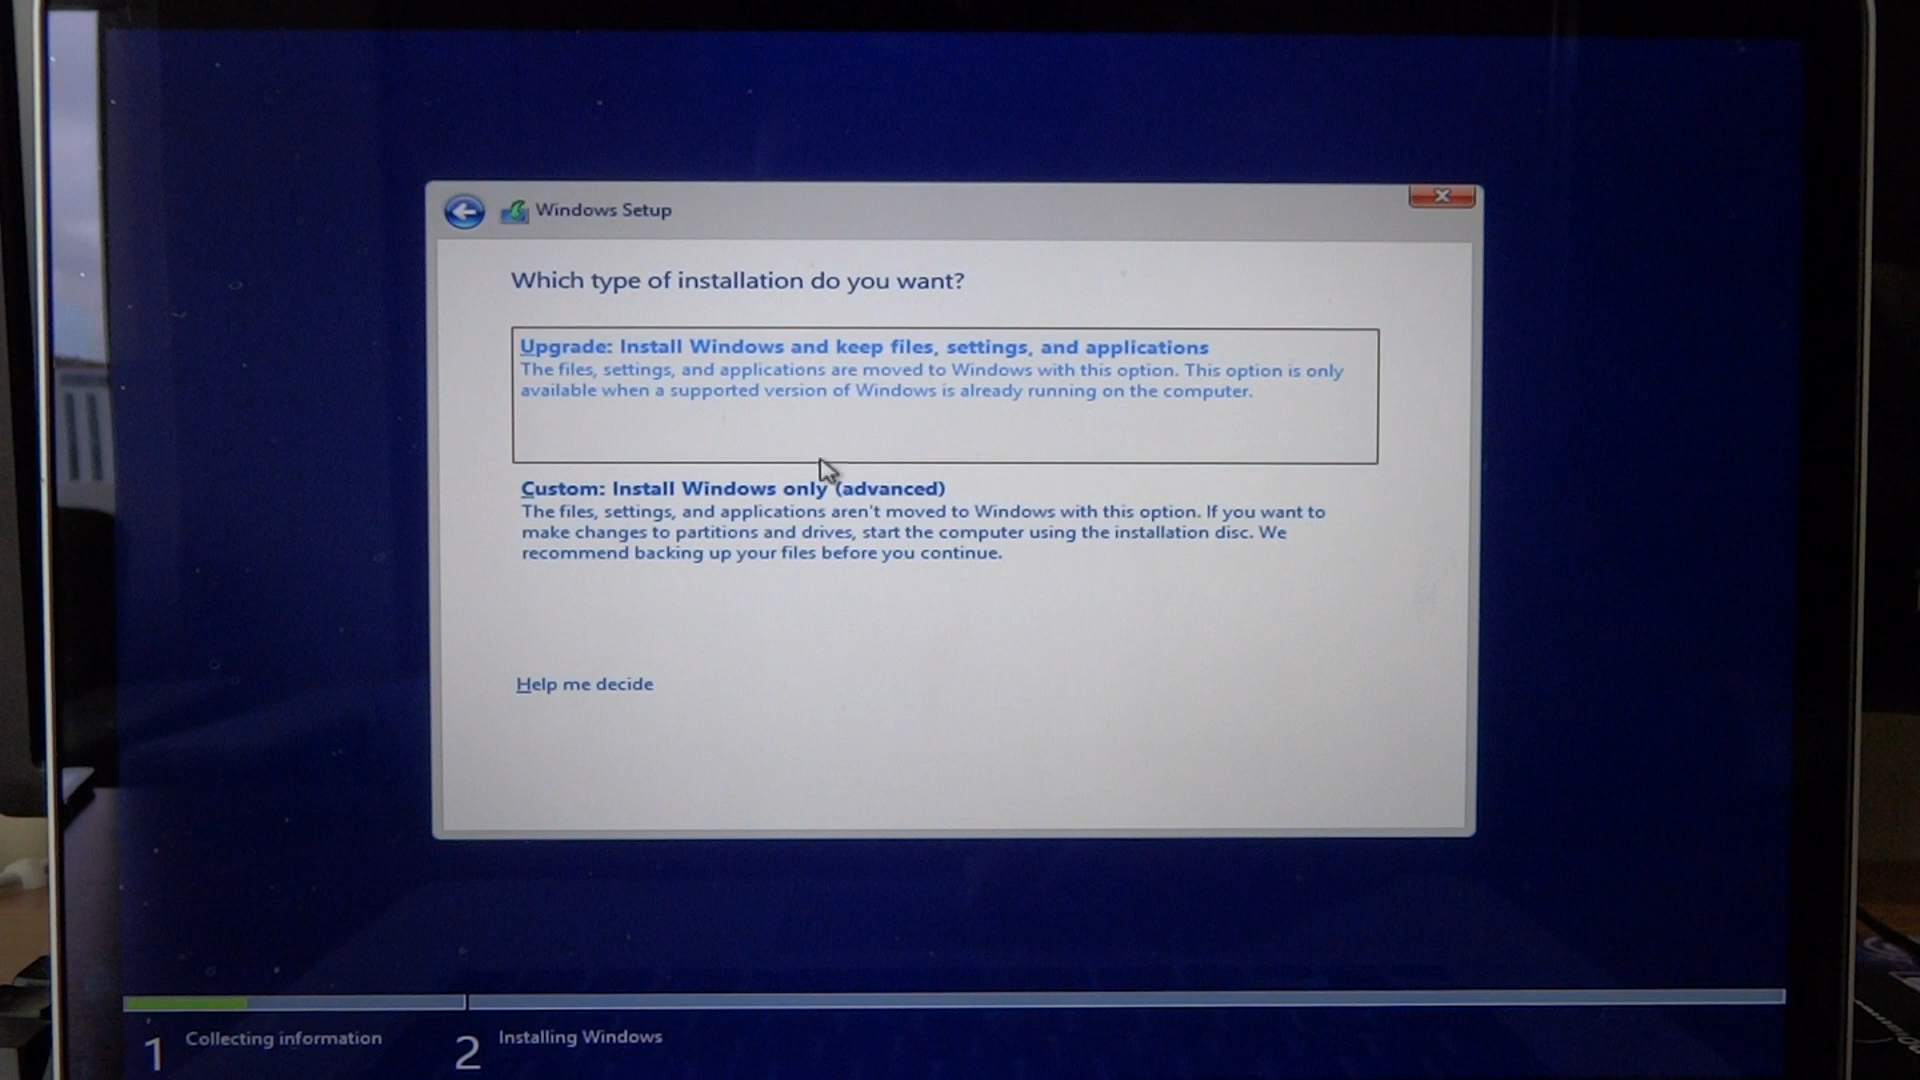 Windows Setup
Which type of installation do you want?
Upgrade: Install Windows and keep files, settings, and applications
The files, settings, and applications are moved to Windows with this option. This option is only
available when a supported version of Windows is already running on the computer.
Custom: Install Windows only (advanced)
The files, settings, and applications aren't moved to Windows with this option. If you want to
make changes to partitions and drives, start the computer using the installation disc. We
recommend backing up your files before you continue.
Help me decide
1 Collecting information
2 Installing Windows